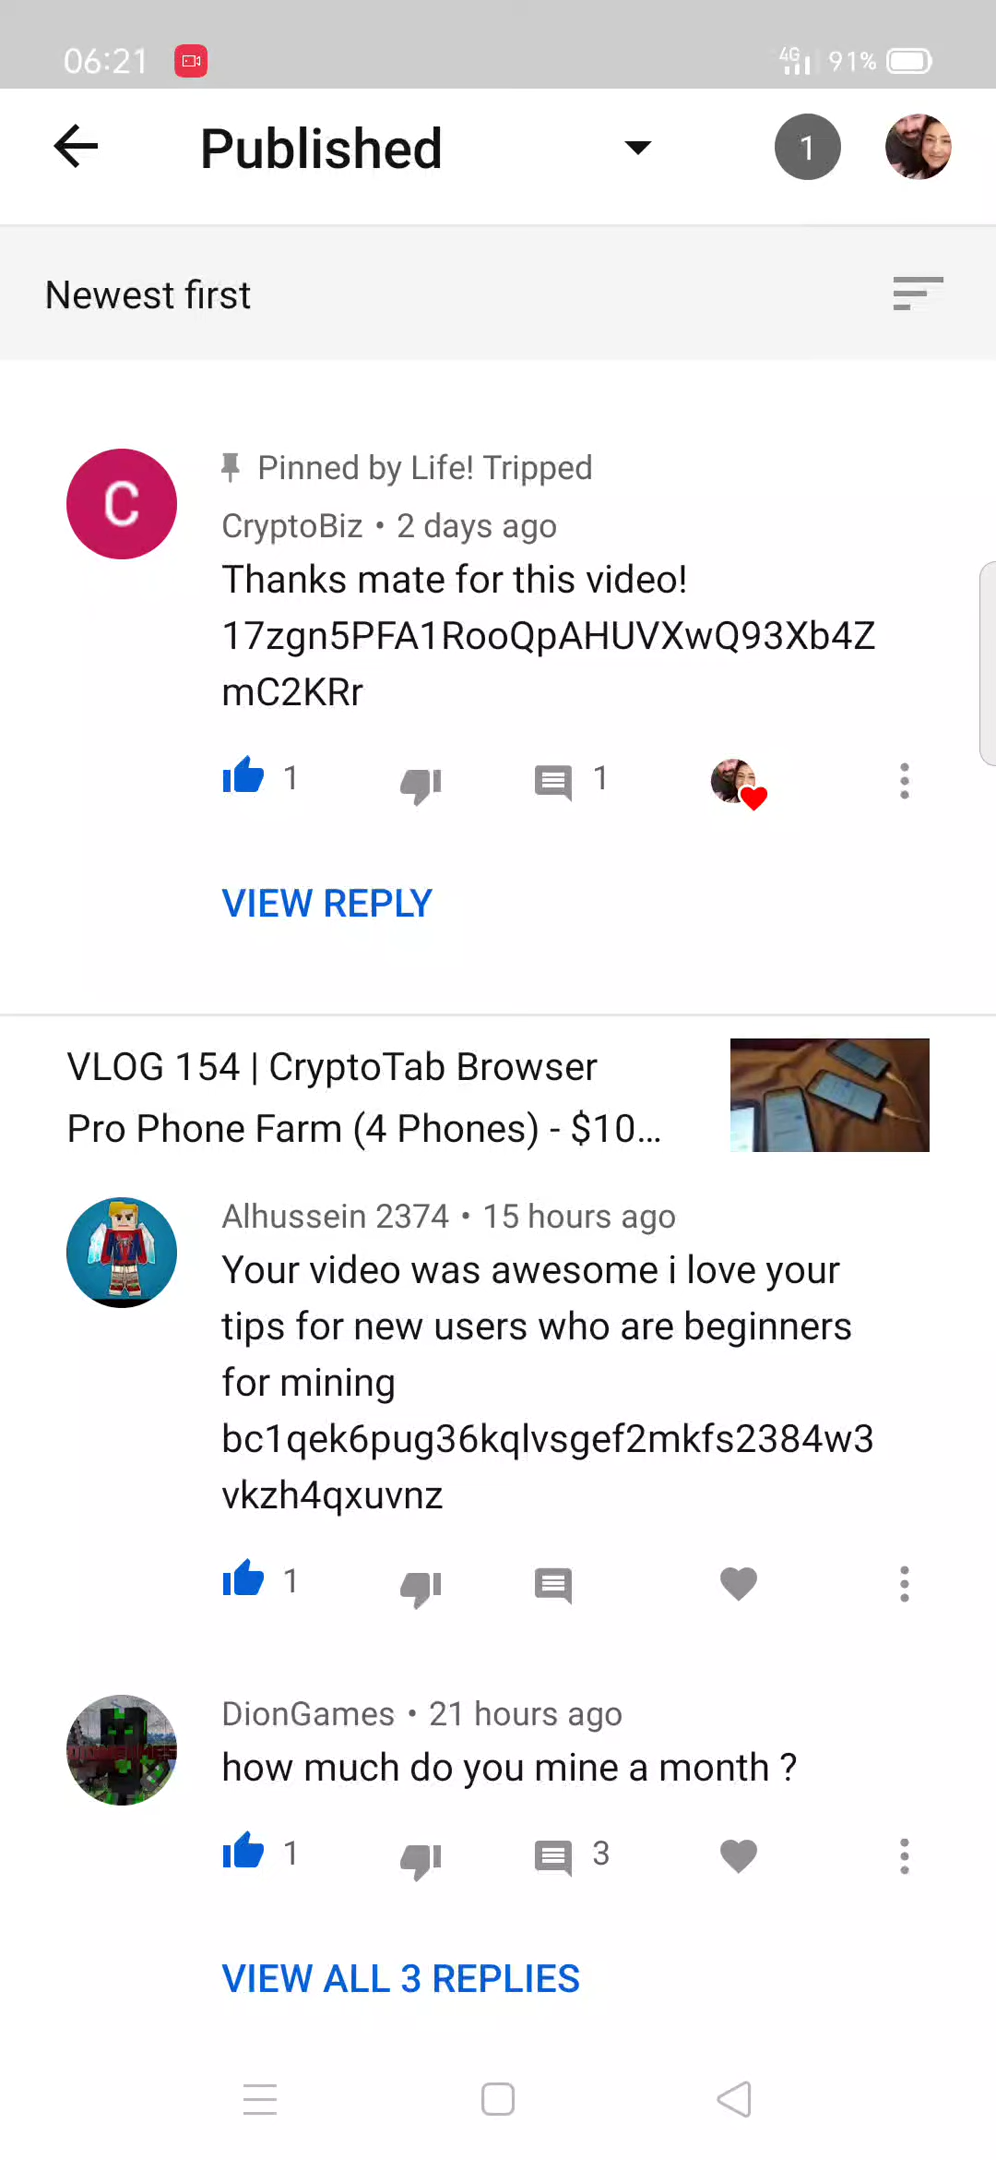 06:21
4G 91%
Published
1
Newest first
C
Pinned by Life! Tripped
CryptoBiz • 2 days ago
Thanks mate for this video!
17zgn5PFA1RooQpAHUVXwQ93Xb4Z
mC2KRr
1
1
VIEW REPLY
VLOG 154 | CryptoTab Browser
Pro Phone Farm (4 Phones) - $10...
Alhussein 2374 • 15 hours ago
Your video was awesome i love your
tips for new users who are beginners
for mining
bc1qek6pug36kqlvsgef2mkfs2384w3
vkzh4qxuvnz
1
DionGames • 21 hours ago
how much do you mine a month ?
1
3
VIEW ALL 3 REPLIES